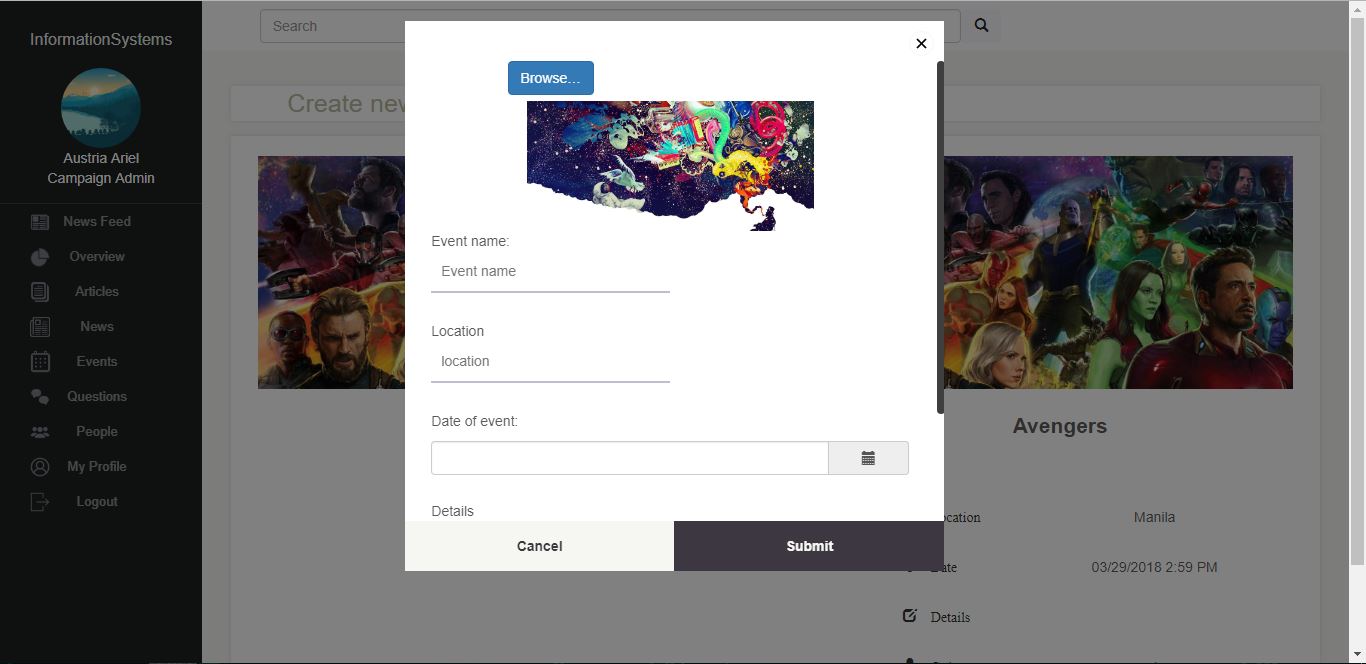 InformationSystems
Austria Ariel
Campaign Admin
News Feed
Overview
Articles
News
Events
Questions
People
My Profile
Logout
Search
Create new
Browse...
Event name:
Event name
Location
location
Date of event:
Details
Cancel
Submit
Avengers
ocation
Manila
Date
03/29/2018 2:59 PM
Details